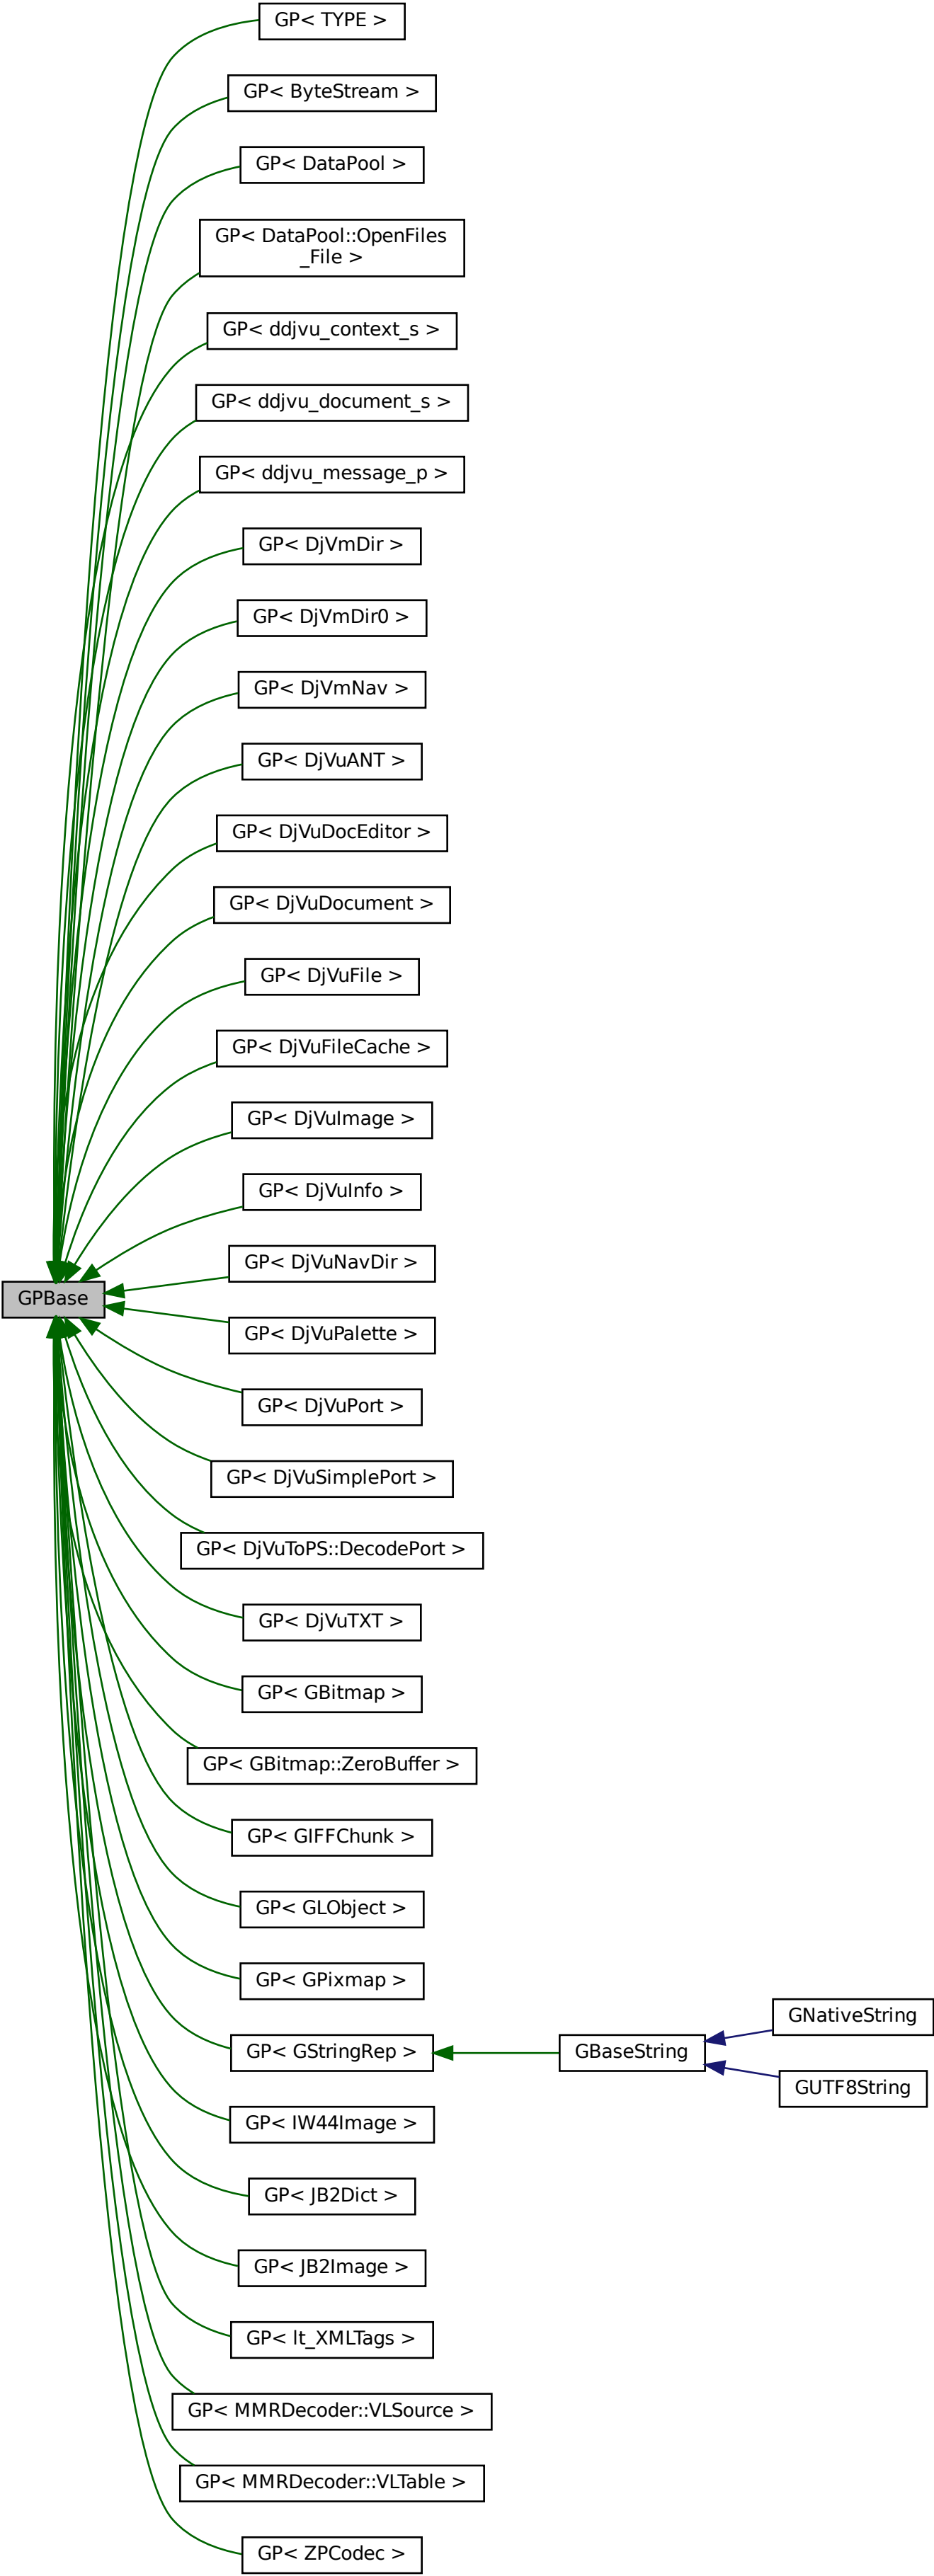 GP< TYPE >
GP< ByteStream >
GP< DataPool >
GP< DataPool::OpenFiles
_File >
GP< ddjvu_context_s >
GP< ddjvu_document_s >
GP< ddjvu_message_p >
GP< DjVmDir >
GP< DjVmDir0 >
GP< DjVmNav >
GP< DjVuANT >
GP< DjVuDocEditor >
GP< DjVuDocument >
GP< DjVuFile >
GP< DjVuFileCache >
GP< DjVuImage >
GP< DjVuInfo >
GP< DjVuNavDir >
GPBase
GP< DjVuPalette >
GP< DjVuPort >
GP< DjVuSimplePort >
GP< DjVuToPS::DecodePort >
GP< DjVuTXT >
GP< GBitmap >
GP< GBitmap::ZeroBuffer >
GP< GIFFChunk >
GP< GLObject >
GP< GPixmap >
GP< GStringRep >
GBaseString
GNativeString
GUTF8String
GP< IW44Image >
GP< JB2Dict >
GP< JB2Image >
GP< lt_XMLTags >
GP< MMRDecoder::VLSource >
GP< MMRDecoder::VLTable >
GP< ZPCodec >